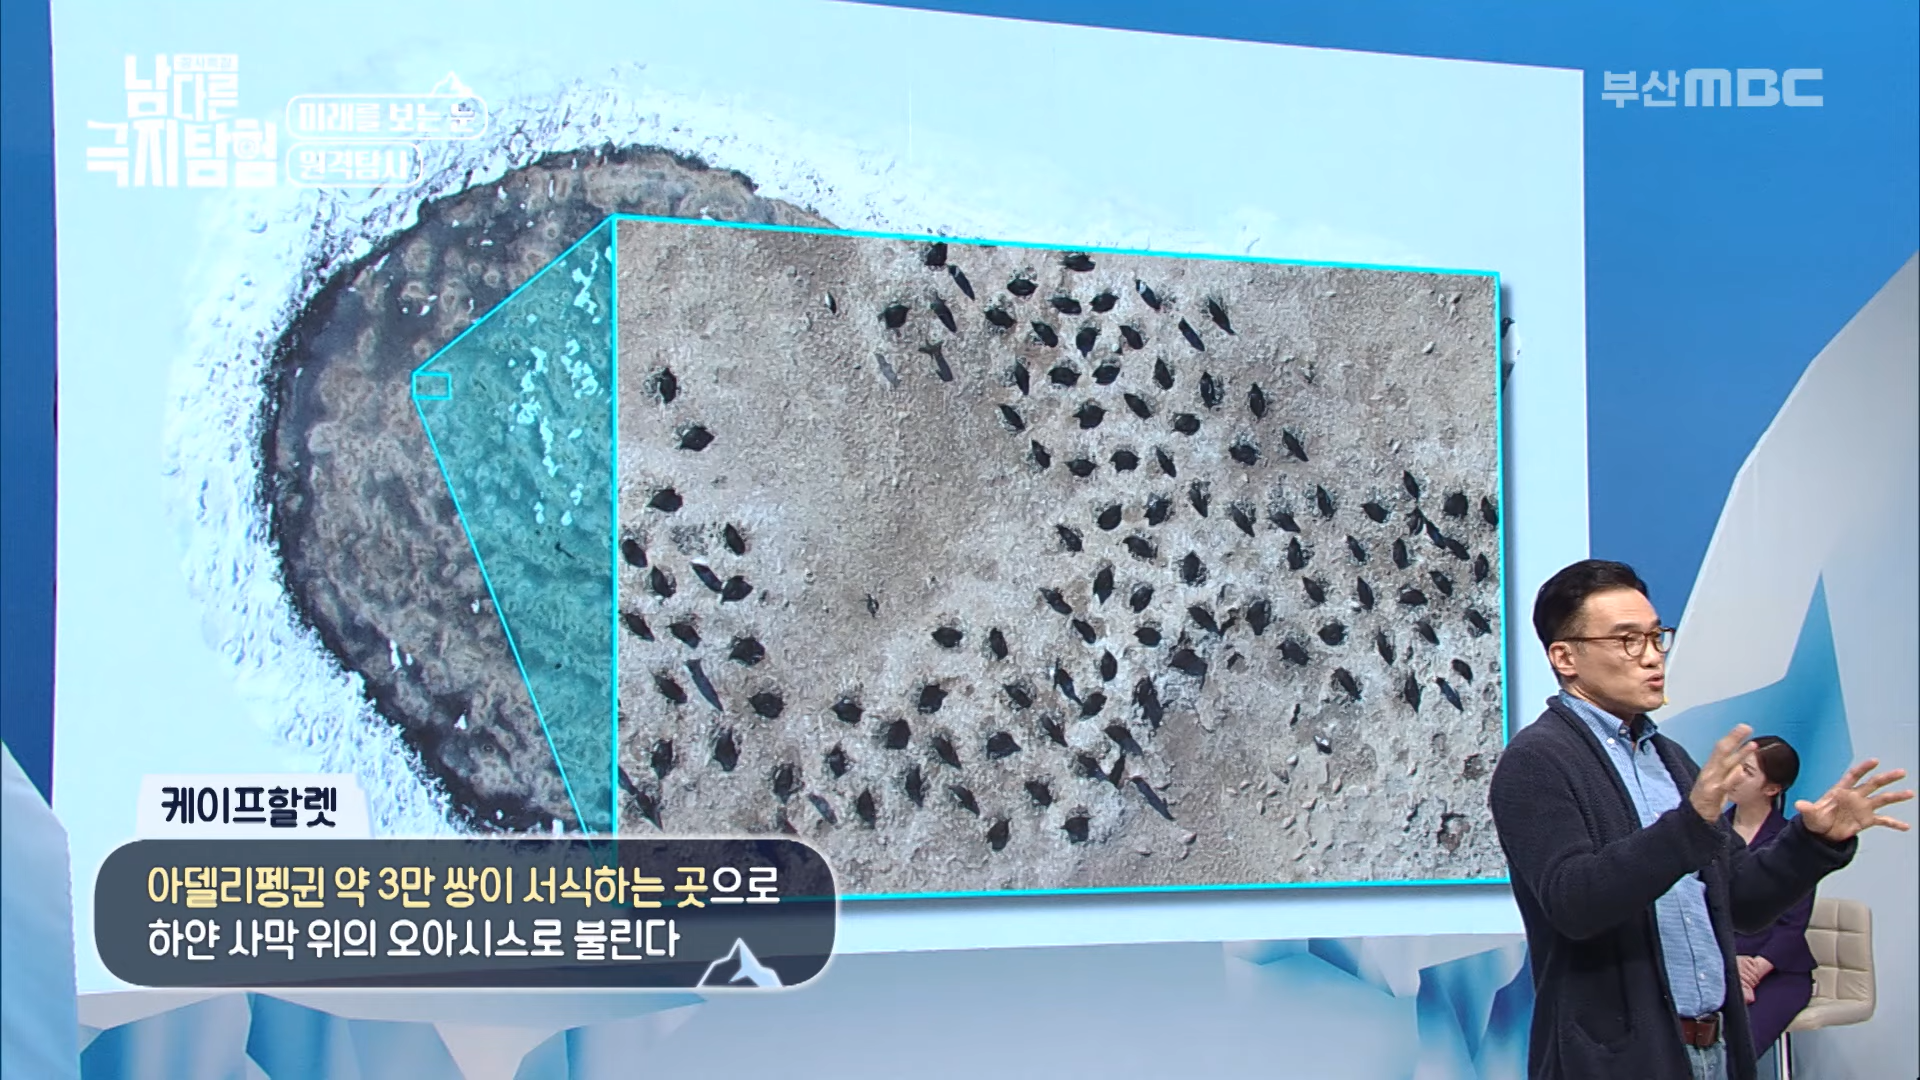 남다른
극지탐험
미래를 보는 눈
원격탐사
부산MBC
케이프할렛
아델리펭귄 약 3만 쌍이 서식하는 곳으로
하얀 사막 위의 오아시스로 불린다